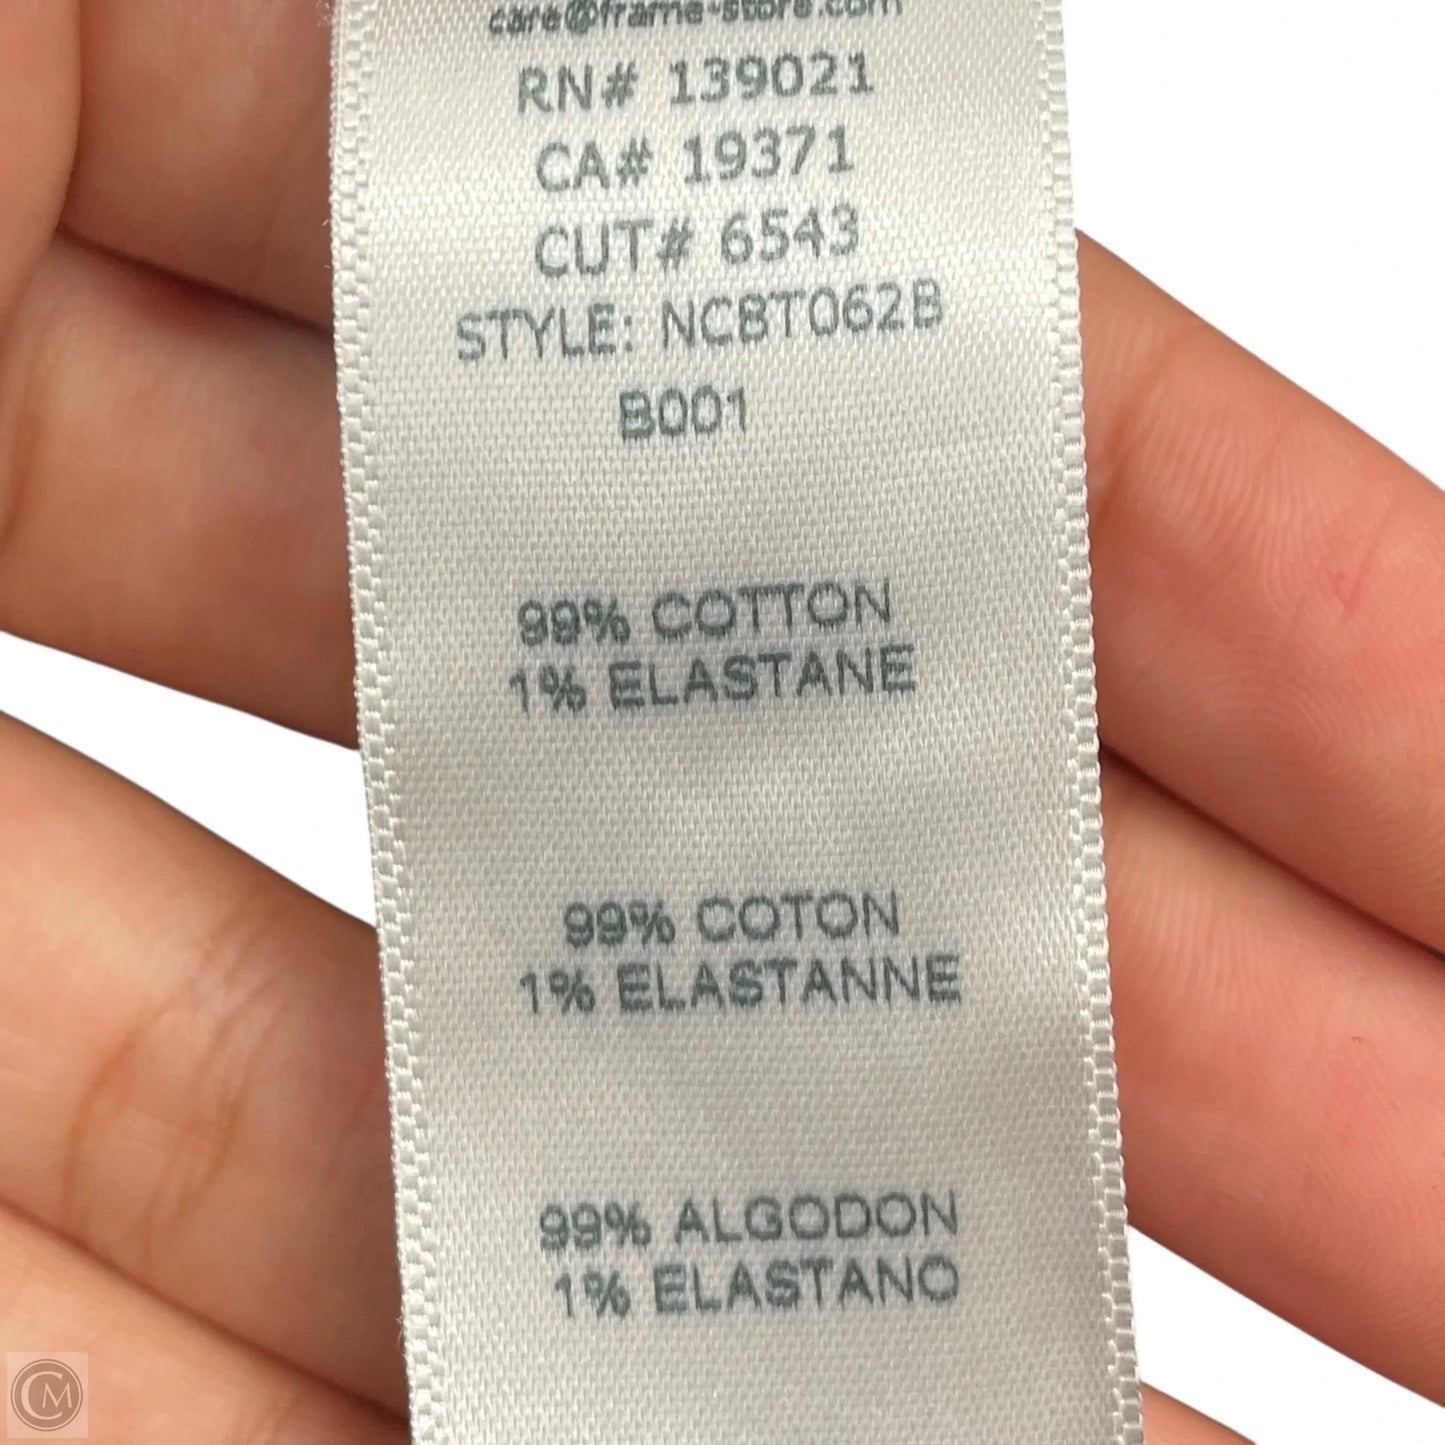 care@frame-store.com
RN# 139021
CA# 19371
CUT# 6543
STYLE: NCBT062B
B001
99% COTTON
1% ELASTANE
99% COTON
1% ELASTANNE
99% ALGODON
1% ELASTANO
CM